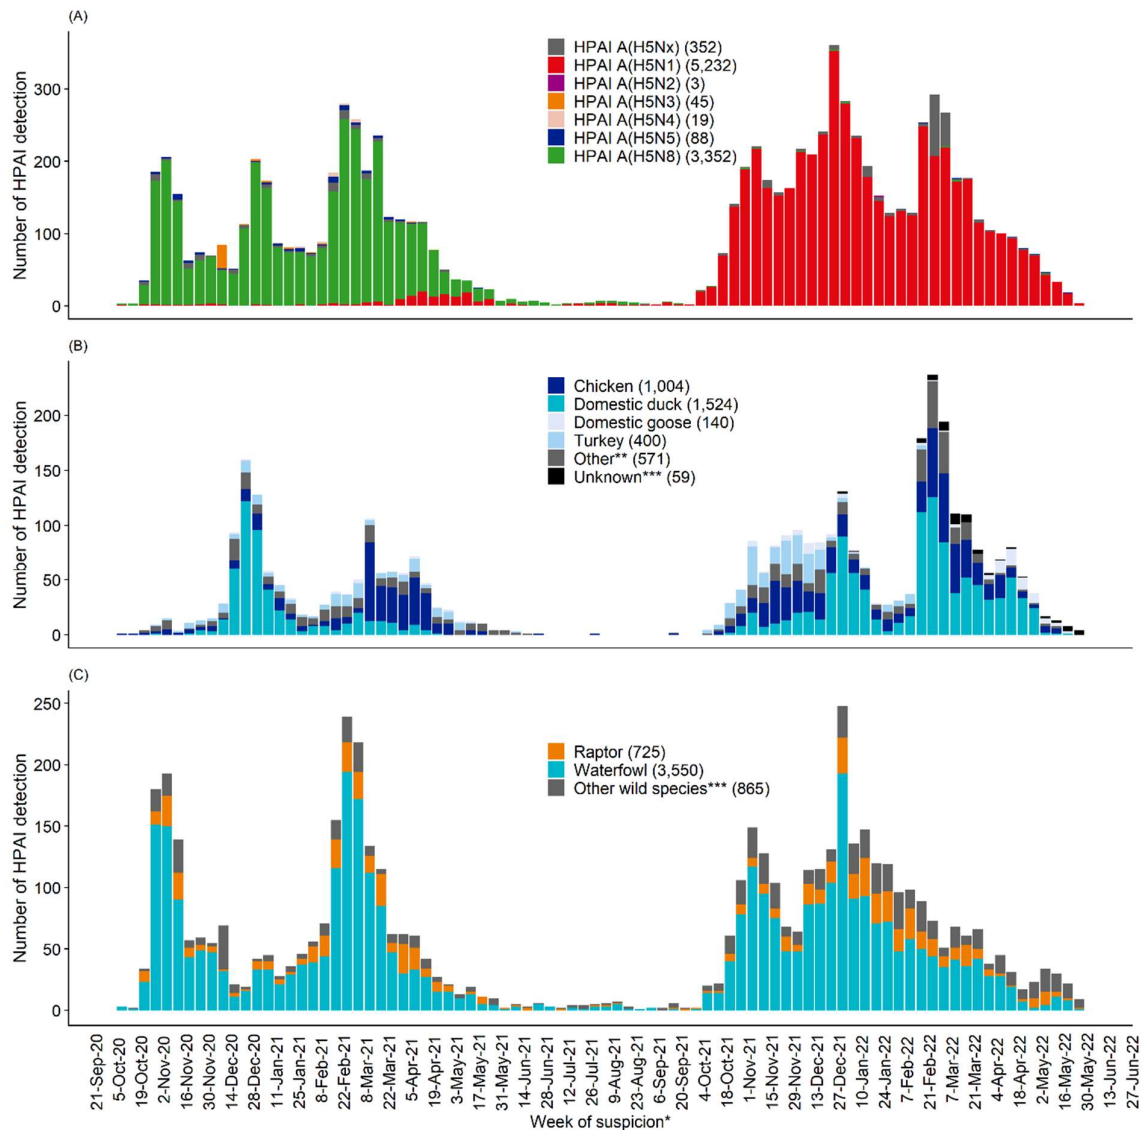 (A)
Number of HPAI detection
300
200
100
0
HPAI A(H5Nx) (352)
HPAI A(H5N1) (5,232)
HPAI A(H5N2) (3)
HPAI A(H5N3) (45)
HPAI A(H5N4) (19)
HPAI A(H5N5) (88)
HPAI A(H5N8) (3,352)
(B)
Number of HPAI detection
200
150
100
50
0
Chicken (1,004)
Domestic duck (1,524)
Domestic goose (140)
Turkey (400)
Other** (571)
Unknown*** (59)
(C)
Number of HPAI detection
250
200
150
100
50
0
Raptor (725)
Waterfowl (3,550)
Other wild species*** (865)
21-Sep-20
5-Oct-20
19-Oct-20
2-Nov-20
16-Nov-20
30-Nov-20
14-Dec-20
28-Dec-20
11-Jan-21
25-Jan-21
8-Feb-21
22-Feb-21
8-Mar-21
22-Mar-21
5-Apr-21
19-Apr-21
3-May-21
17-May-21
31-May-21
14-Jun-21
28-Jun-21
12-Jul-21
26-Jul-21
9-Aug-21
23-Aug-21
6-Sep-21
20-Sep-21
4-Oct-21
18-Oct-21
1-Nov-21
15-Nov-21
29-Nov-21
13-Dec-21
27-Dec-21
10-Jan-22
24-Jan-22
7-Feb-22
21-Feb-22
7-Mar-22
21-Mar-22
4-Apr-22
18-Apr-22
2-May-22
16-May-22
30-May-22
13-Jun-22
27-Jun-22
Week of suspicion*